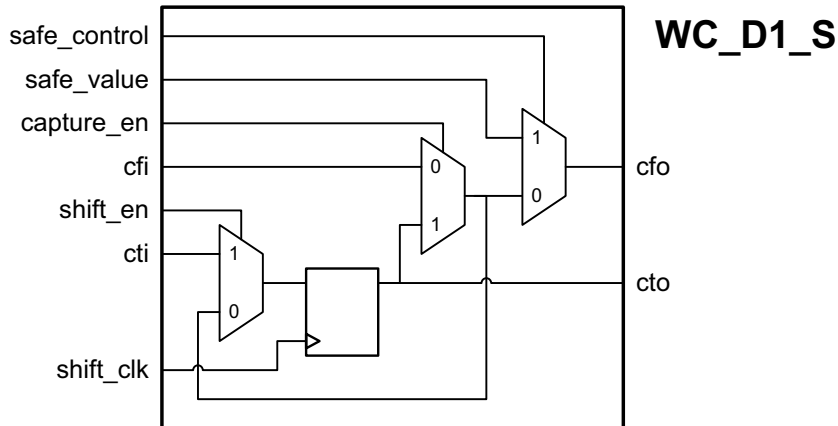 safe_control
WC_D1_S
safe_value
capture_en
1
cfi
0
cfo
0
shift_en
1
cti
1
cto
0
shift_clk